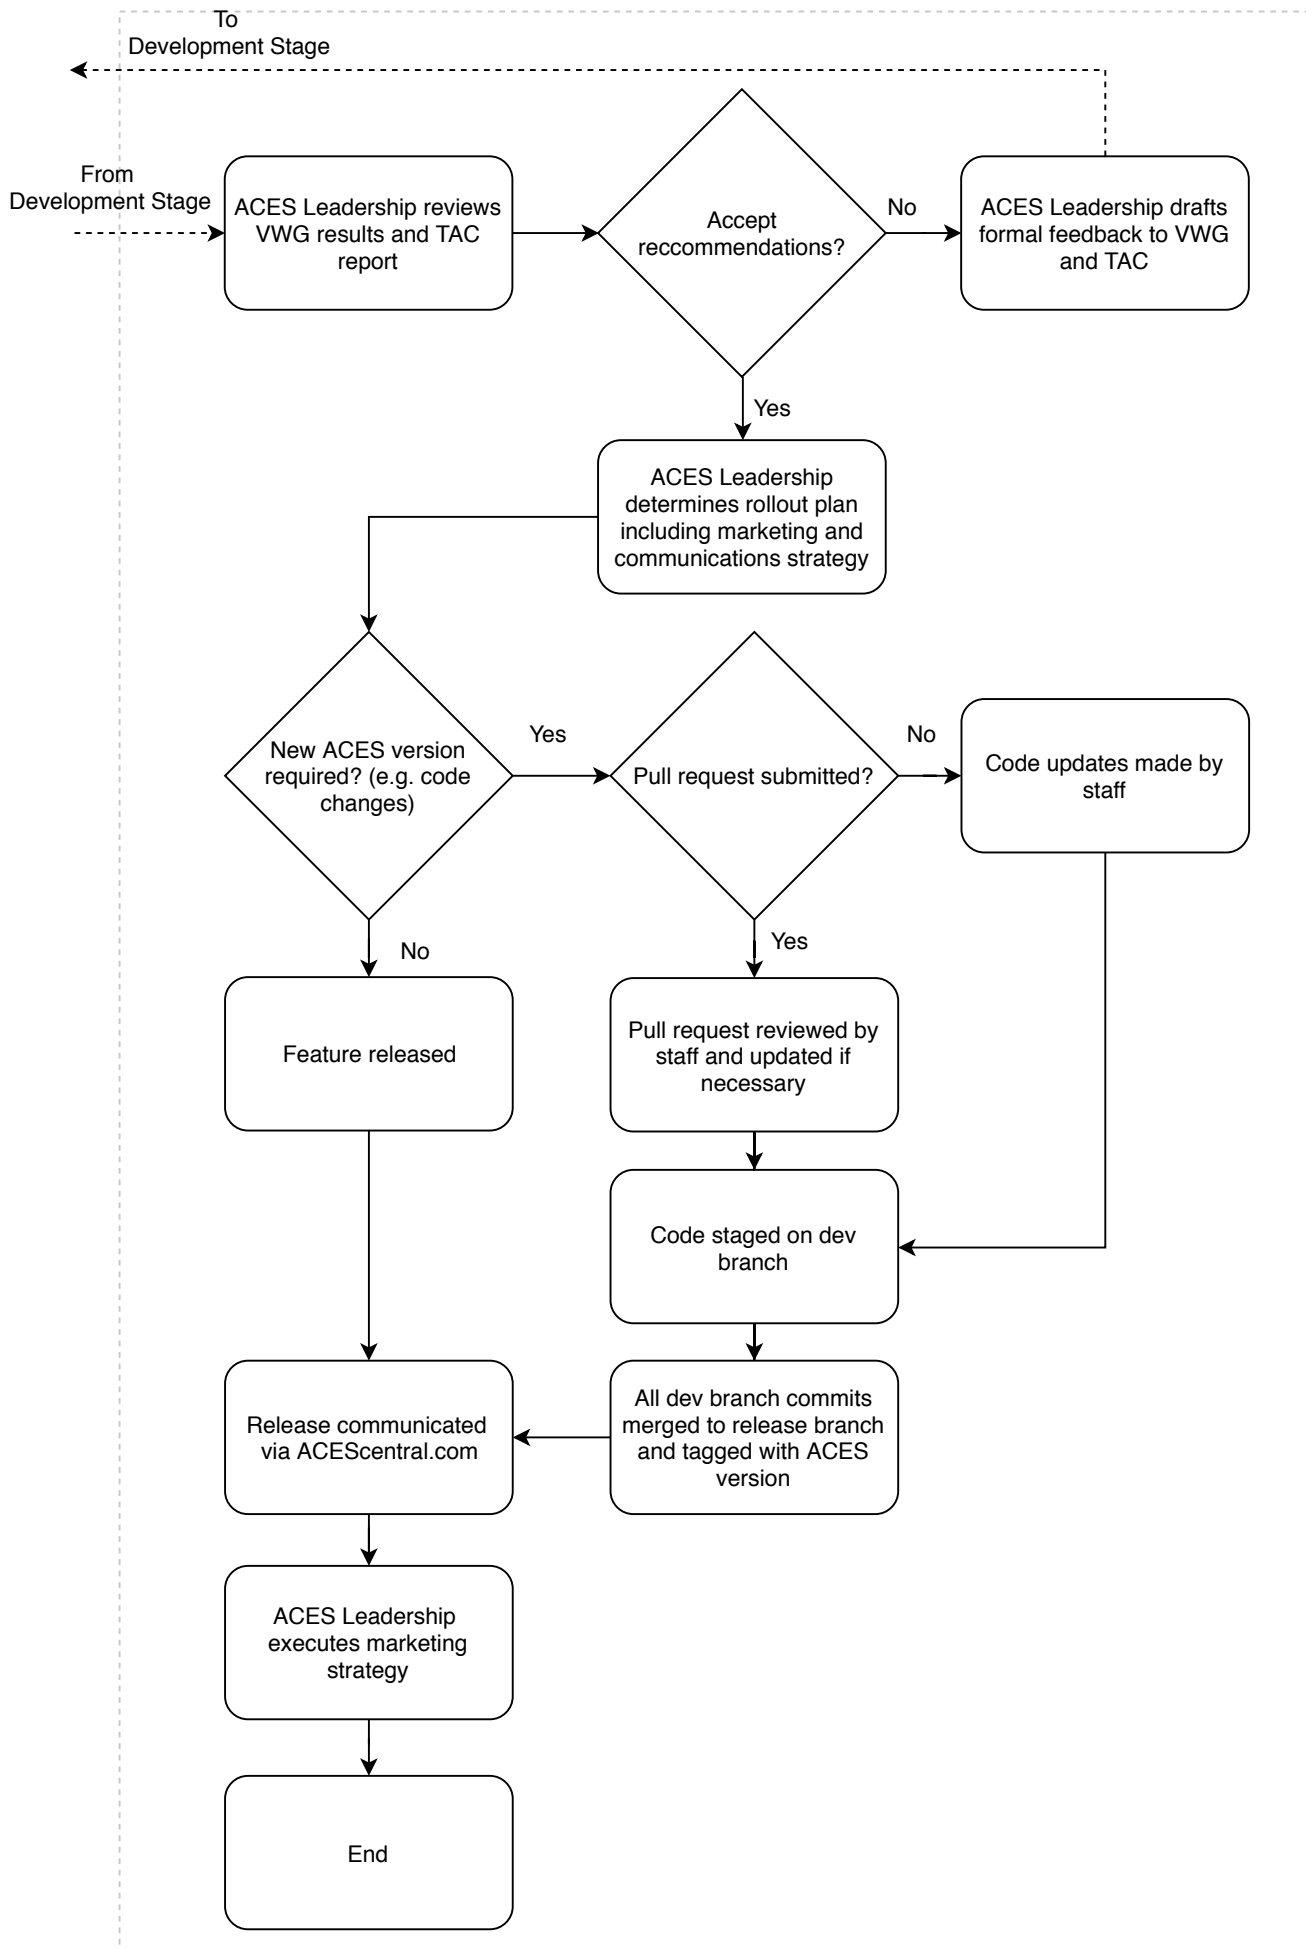 To
Development Stage
From
Development Stage
ACES Leadership reviews
VWG results and TAC
report
Accept
reccommendations?
No
ACES Leadership drafts
formal feedback to VWG
and TAC
Yes
ACES Leadership
determines rollout plan
including marketing and
communications strategy
New ACES version
required? (e.g. code
changes)
Yes
Pull request submitted?
No
Code updates made by
staff
No
Yes
Feature released
Pull request reviewed by
staff and updated if
necessary
Code staged on dev
branch
Release communicated
via ACEScentral.com
All dev branch commits
merged to release branch
and tagged with ACES
version
ACES Leadership
executes marketing
strategy
End